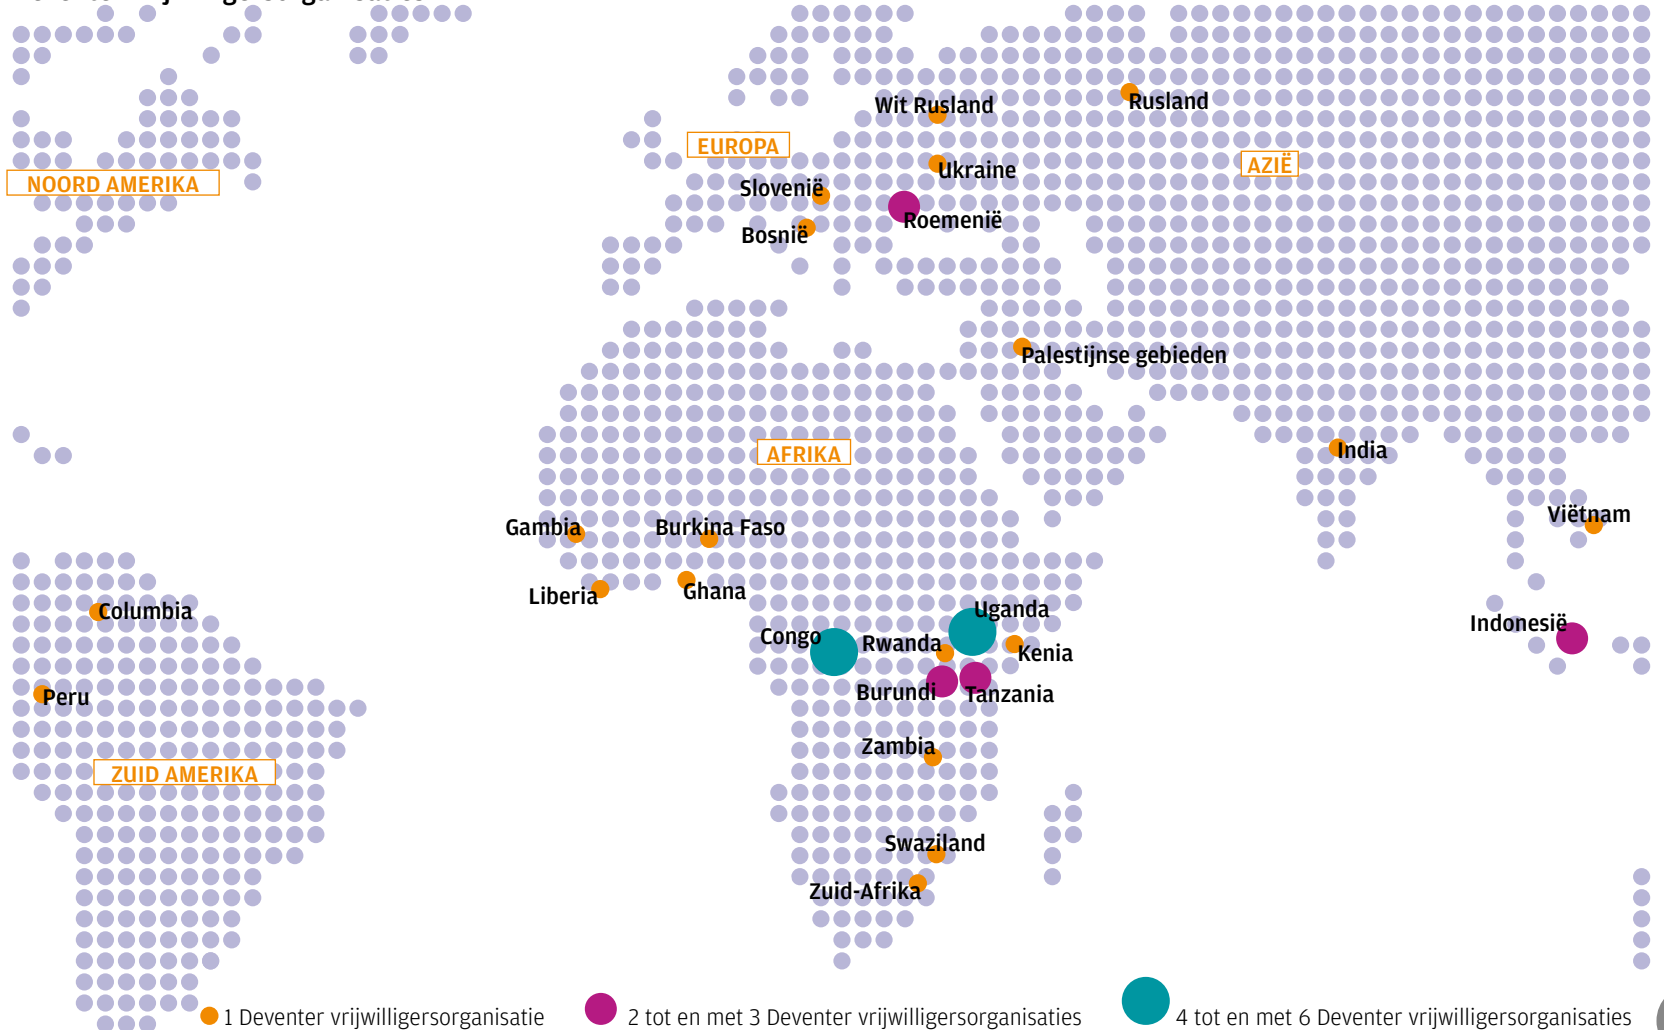 Wit Rusland
Rusland
EUROPA
AZIË
Ukraine
NOORD AMERIKA
Slovenië
Roemenië
Bosnië
Palestijnse gebieden
AFRIKA
India
Viëtnam
Gambia
Burkina Faso
Liberia
Ghana
Columbia
Uganda
Indonesië
Congo
Rwanda
Kenia
Peru
Burundi
Tanzania
Zambia
ZUID AMERIKA
Swaziland
Zuid-Afrika
1 Deventer vrijwilligersorganisatie
2 tot en met 3 Deventer vrijwilligersorganisaties
4 tot en met 6 Deventer vrijwilligersorganisaties